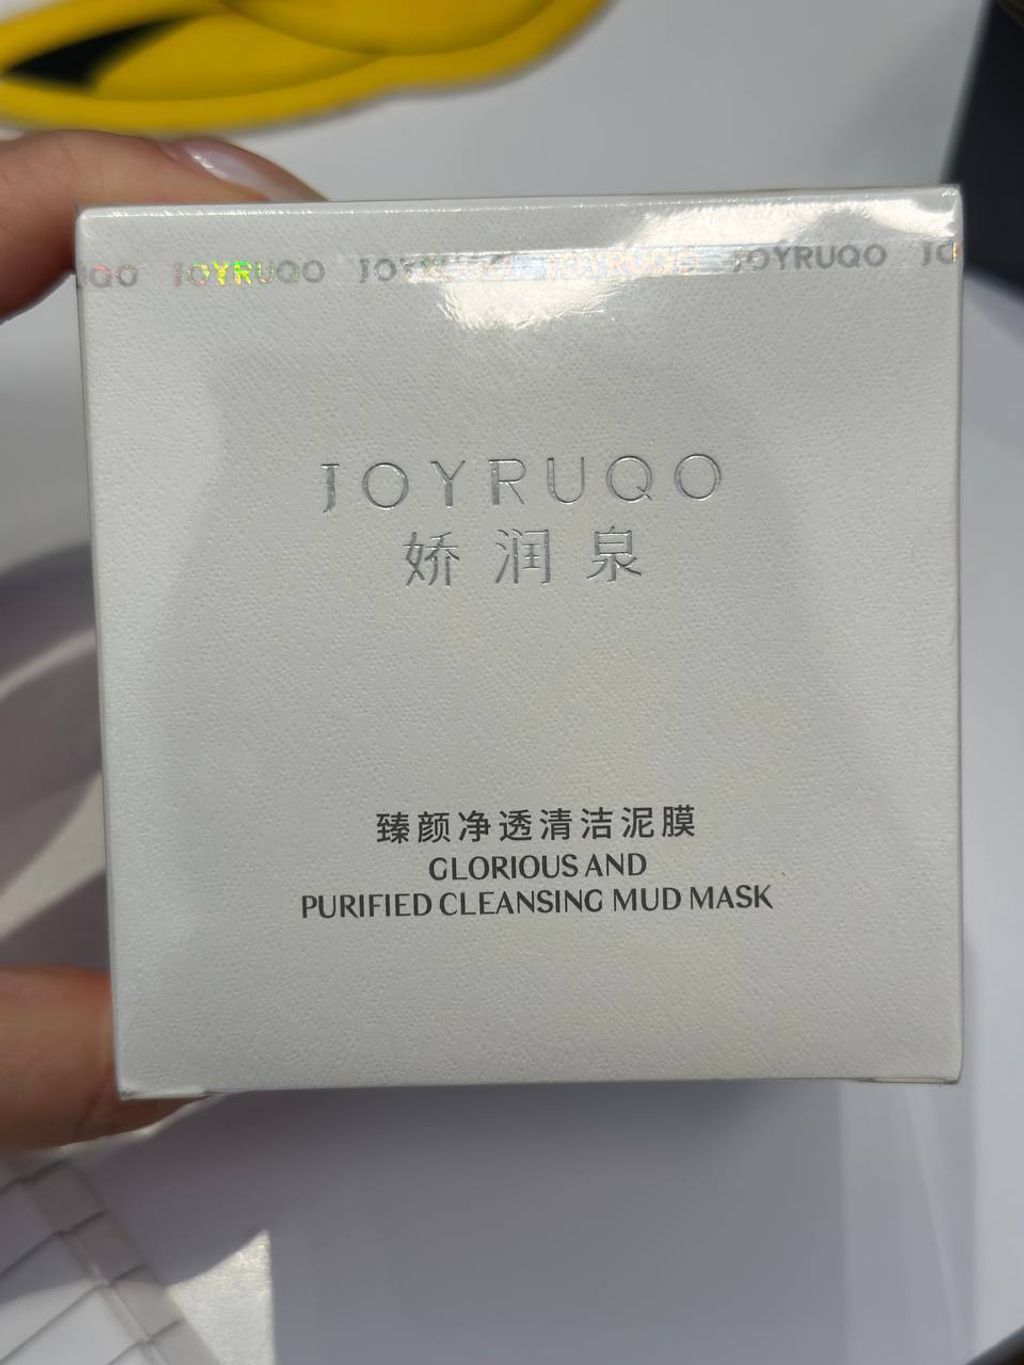 JOYRUQO JOYRUQO JOYRUQO
JOYRUQO
娇润泉
臻颜净透清洁泥膜
GLORIOUS AND
PURIFIED CLEANSING MUD MASK